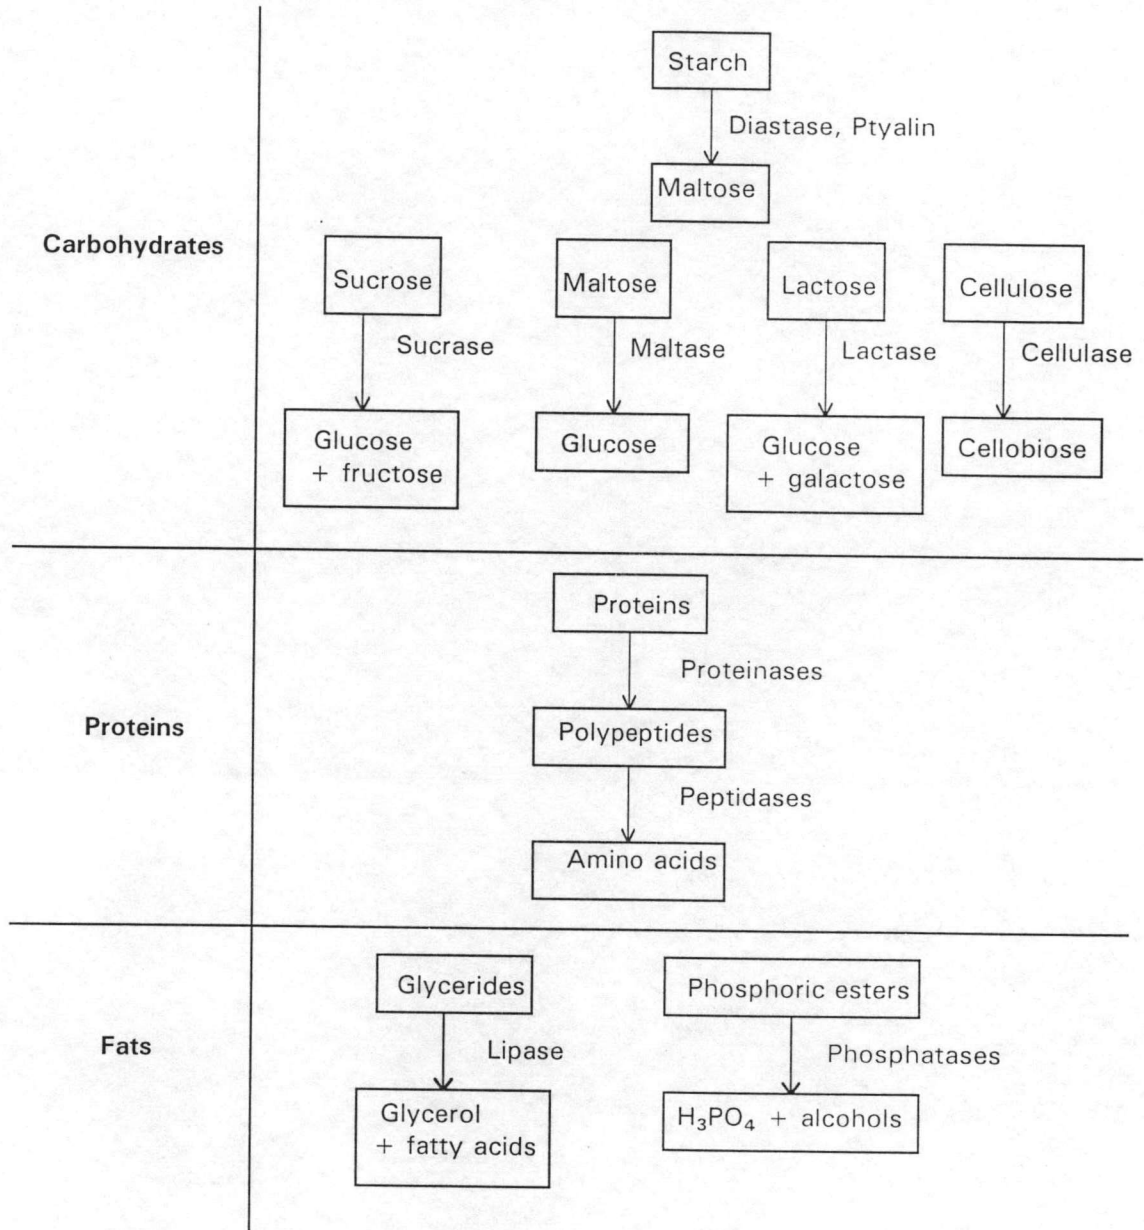 Starch
Diastase, Ptyalin
Maltose
Carbohydrates
Sucrose
Maltose
Lactose
Cellulose
Sucrase
Maltase
Lactase
Cellulase
Glucose
+ fructose
Glucose
Glucose
+ galactose
Cellobiose
Proteins
Proteinases
Proteins
Polypeptides
Peptidases
Amino acids
Glycerides
Phosphoric esters
Fats
Lipase
Phosphatases
Glycerol
+ fatty acids
H₃PO₄ + alcohols